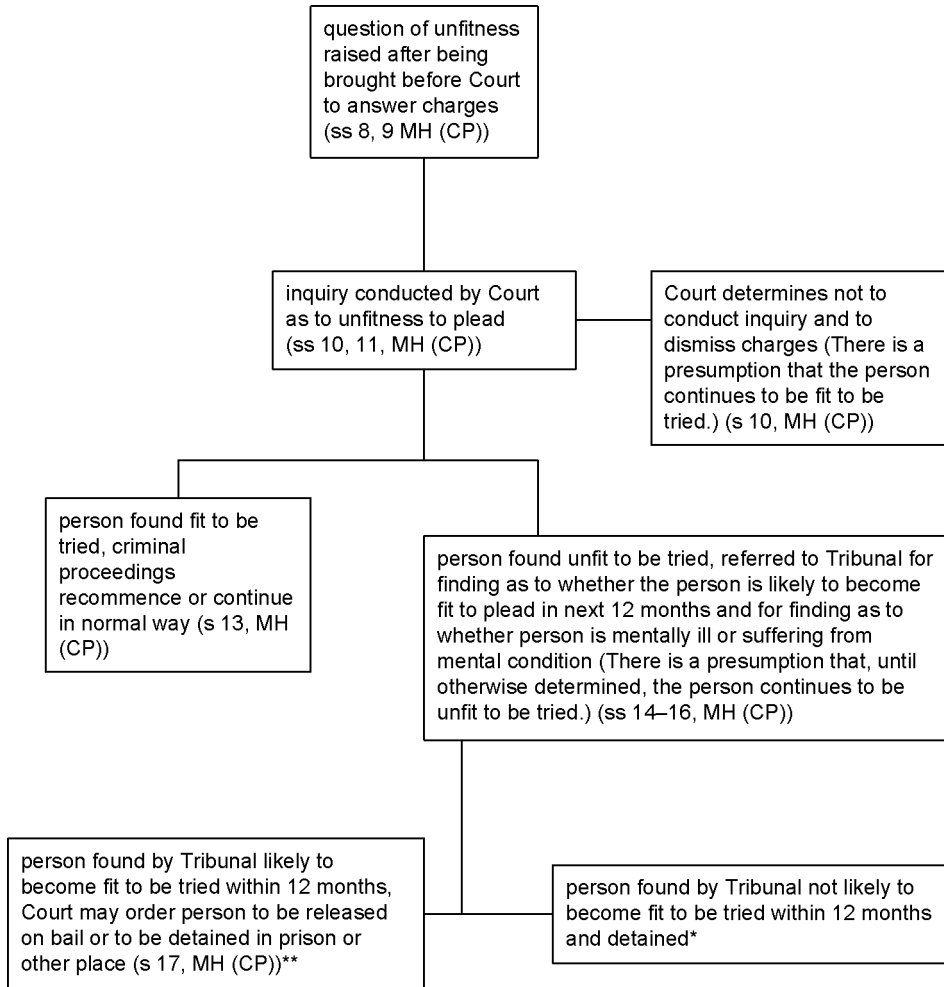 question of unfitness
raised after being
brought before Court
to answer charges
(ss 8, 9 MH (CP))
inquiry conducted by Court
as to unfitness to plead
(ss 10, 11, MH (CP))
Court determines not to
conduct inquiry and to
dismiss charges (There is a
presumption that the person
continues to be fit to be
tried.) (s 10, MH (CP))
person found fit to be
tried, criminal
proceedings
recommence or continue
in normal way (s 13, MH
(CP))
person found unfit to be tried, referred to Tribunal for
finding as to whether the person is likely to become
fit to plead in next 12 months and for finding as to
whether person is mentally ill or suffering from
mental condition (There is a presumption that, until
otherwise determined, the person continues to be
unfit to be tried.) (ss 14–16, MH (CP))
person found by Tribunal likely to
become fit to be tried within 12 months,
Court may order person to be released
on bail or to be detained in prison or
other place (s 17, MH (CP))**
person found by Tribunal not likely to
become fit to be tried within 12 months
and detained*